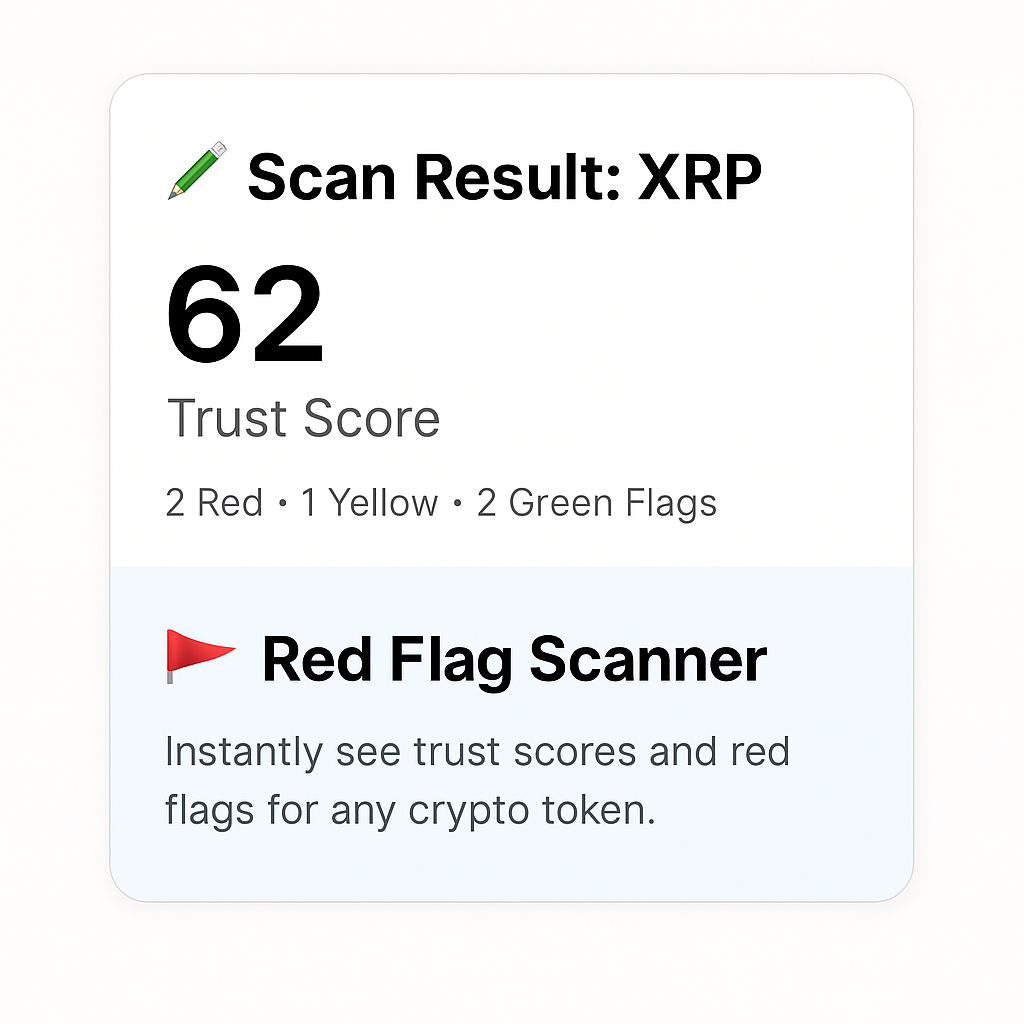 Scan Result: XRP
62
Trust Score
2 Red • 1 Yellow • 2 Green Flags
Red Flag Scanner
Instantly see trust scores and red
flags for any crypto token.